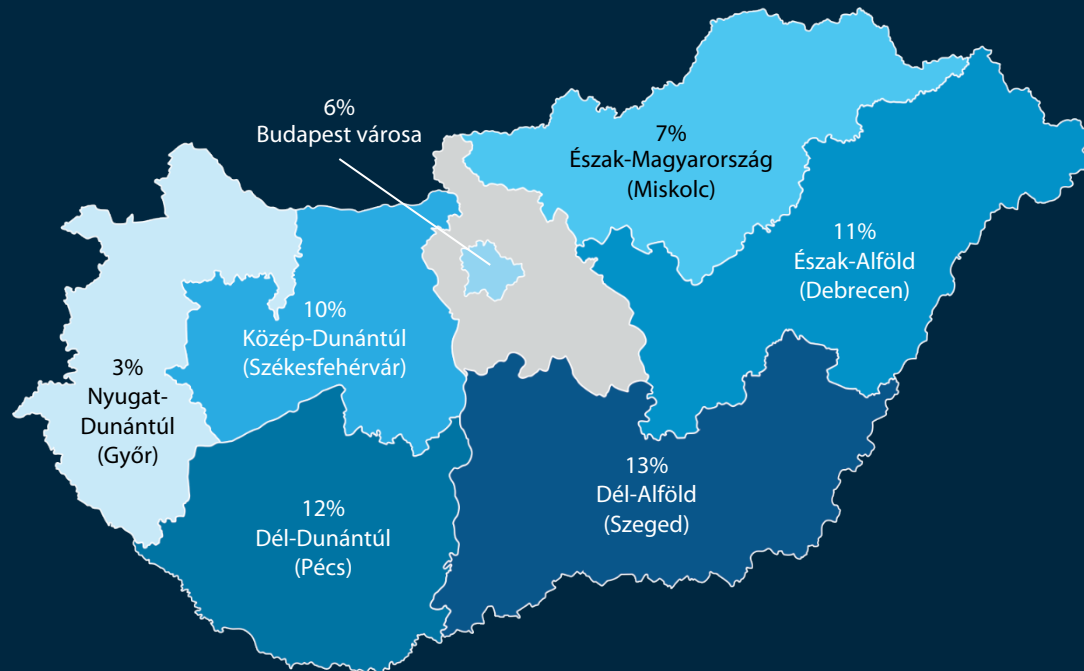 6%
Budapest városa
7%
Észak-Magyarország
(Miskolc)
11%
Észak-Alföld
(Debrecen)
10%
Közép-Dunántúl
(Székesfehérvár)
3%
Nyugat-
Dunántúl
(Győr)
13%
Dél-Alföld
(Szeged)
12%
Dél-Dunántúl
(Pécs)